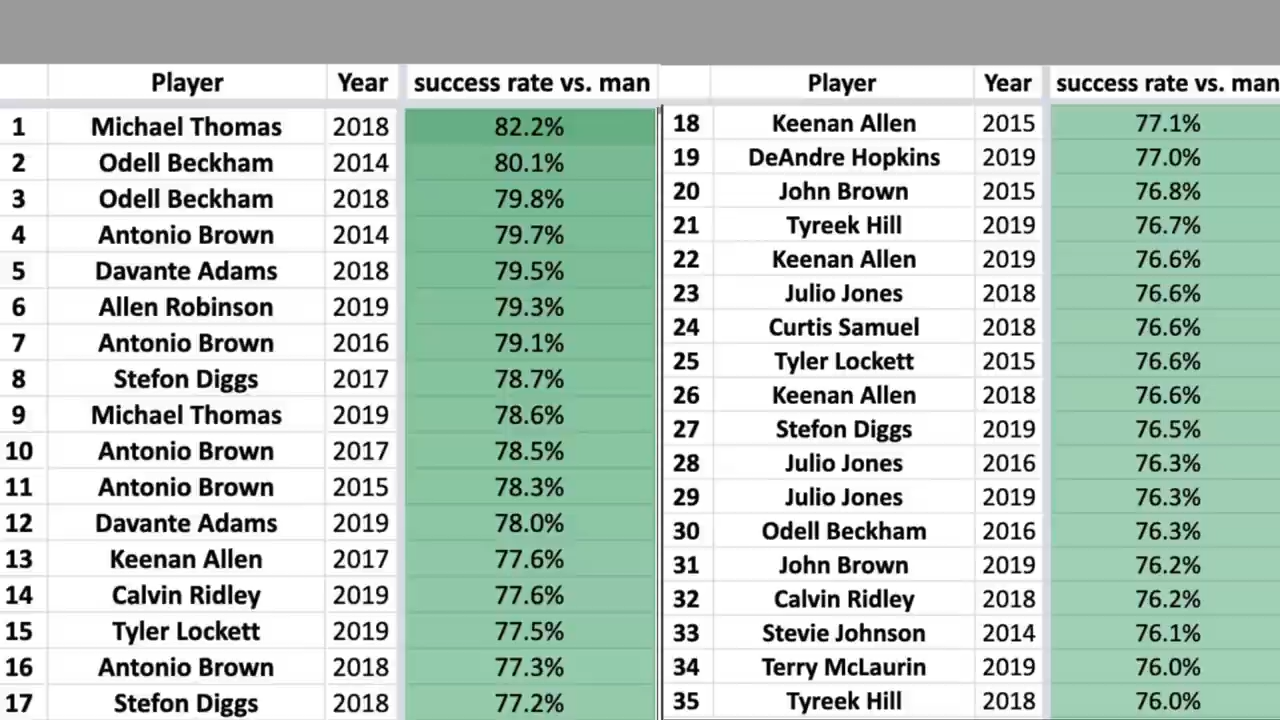 Player Year success rate vs. man
1 Michael Thomas 2018 82.2%
2 Odell Beckham 2014 80.1%
3 Odell Beckham 2018 79.8%
4 Antonio Brown 2014 79.7%
5 Davante Adams 2018 79.5%
6 Allen Robinson 2019 79.3%
7 Antonio Brown 2016 79.1%
8 Stefon Diggs 2017 78.7%
9 Michael Thomas 2019 78.6%
10 Antonio Brown 2017 78.5%
11 Antonio Brown 2015 78.3%
12 Davante Adams 2019 78.0%
13 Keenan Allen 2017 77.6%
14 Calvin Ridley 2019 77.6%
15 Tyler Lockett 2019 77.5%
16 Antonio Brown 2018 77.3%
17 Stefon Diggs 2018 77.2%
Player Year success rate vs. man
18 Keenan Allen 2015 77.1%
19 DeAndre Hopkins 2019 77.0%
20 John Brown 2015 76.8%
21 Tyreek Hill 2019 76.7%
22 Keenan Allen 2019 76.6%
23 Julio Jones 2018 76.6%
24 Curtis Samuel 2018 76.6%
25 Tyler Lockett 2015 76.6%
26 Keenan Allen 2018 76.6%
27 Stefon Diggs 2019 76.5%
28 Julio Jones 2016 76.3%
29 Julio Jones 2019 76.3%
30 Odell Beckham 2016 76.3%
31 John Brown 2019 76.2%
32 Calvin Ridley 2018 76.2%
33 Stevie Johnson 2014 76.1%
34 Terry McLaurin 2019 76.0%
35 Tyreek Hill 2018 76.0%